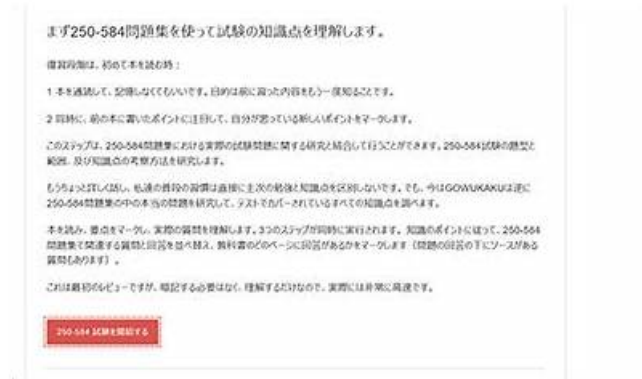 まず250-584問題集を使って試験の知識点を理解します。
復習段階は、初めて本を読む時：
1 本を通読して、記憶しなくてもいいです。目的は前に習った内容をもう一度知ることです。
2 同時に、前の本に書いたポイントに注目して、自分が思っている新しいポイントをマークします。
このステップは、250-584問題集における実際の試験問題に関する研究と結合して行うことができます。250-584試験の題型と
範囲、及び知識点の考察方法を研究します。
もうちょっと詳しく話し、私達の普段の習慣は直接に主次の勉強と知識点を区別しないです。でも、今はGOWUKAKUは逆に
250-584問題集の中の本当の問題を研究して、テストでカバーされているすべての知識点を調べます。
本を読み、要点をマークし、実際の質問を理解します。3つのステップが同時に実行されます。知識のポイントに従って、250-584
問題集で関連する質問と回答を並べ替え、教科書のどのページに回答があるかをマークします（問題の回答の下にソースがある
質問もあります）。
これは最初のレビューですが、暗記する必要はなく、理解するだけなので、実際には非常に高速です。
250-584 試験を開始する